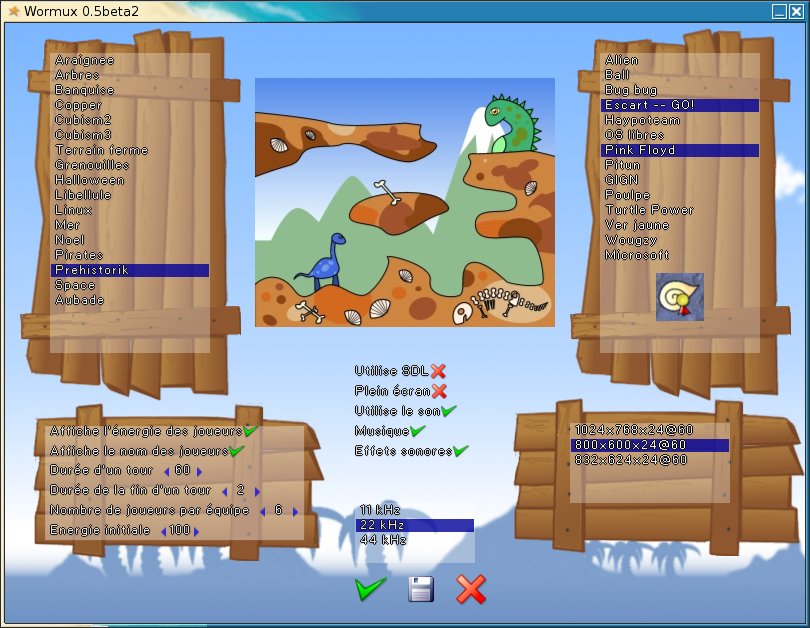 Wormux 0.5beta2
Araignee
Arbres
Banquise
Copper
Cubism2
Cubism3
Terrain ferme
Grenouilles
Halloween
Libellule
Linux
Mer
Noel
Pirates
Prehistorik
Space
Aubade
Alien
Ball
Bug bug
Escart -- GO!
Haypoteam
OS libres
Pink Floyd
Pitun
GIGN
Poulpe
Turtle Power
Ver jaune
Wougzy
Microsoft
Affiche l'énergie des joueurs
Affiche le nom des joueurs
Durée d'un tour 60
Durée de la fin d'un tour 2
Nombre de joueurs par équipe 6
Energie initiale 100
Utilise SDL
Plein écran
Utilise le son
Musique
Effets sonores
11 kHz
22 kHz
44 kHz
1024x768x24@60
800x600x24@60
832x624x24@60